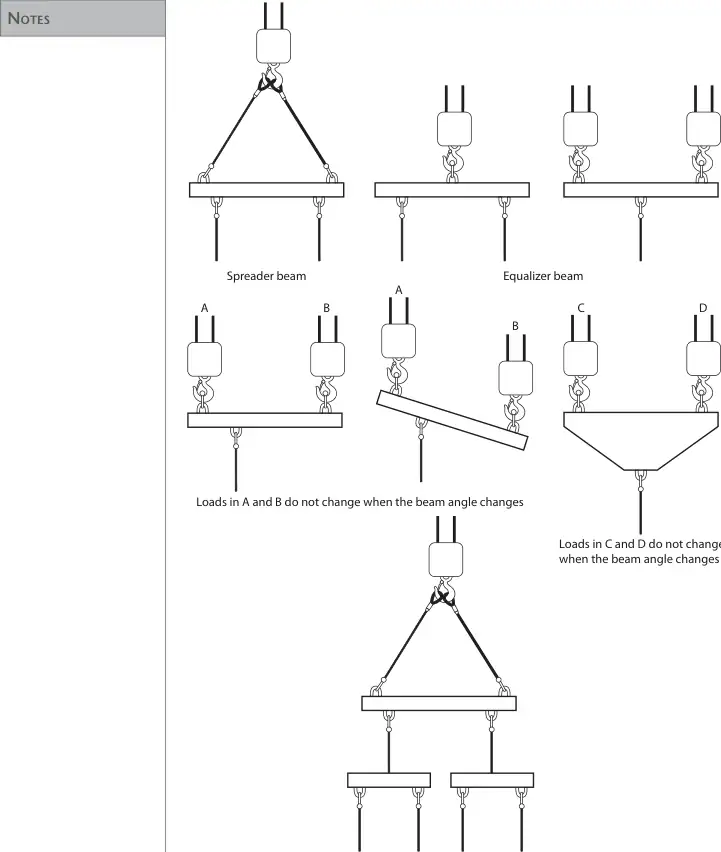 NOTES
Spreader beam
Equalizer beam
A
B
A
B
C
D
Loads in A and B do not change when the beam angle changes
Loads in C and D do not change
when the beam angle changes